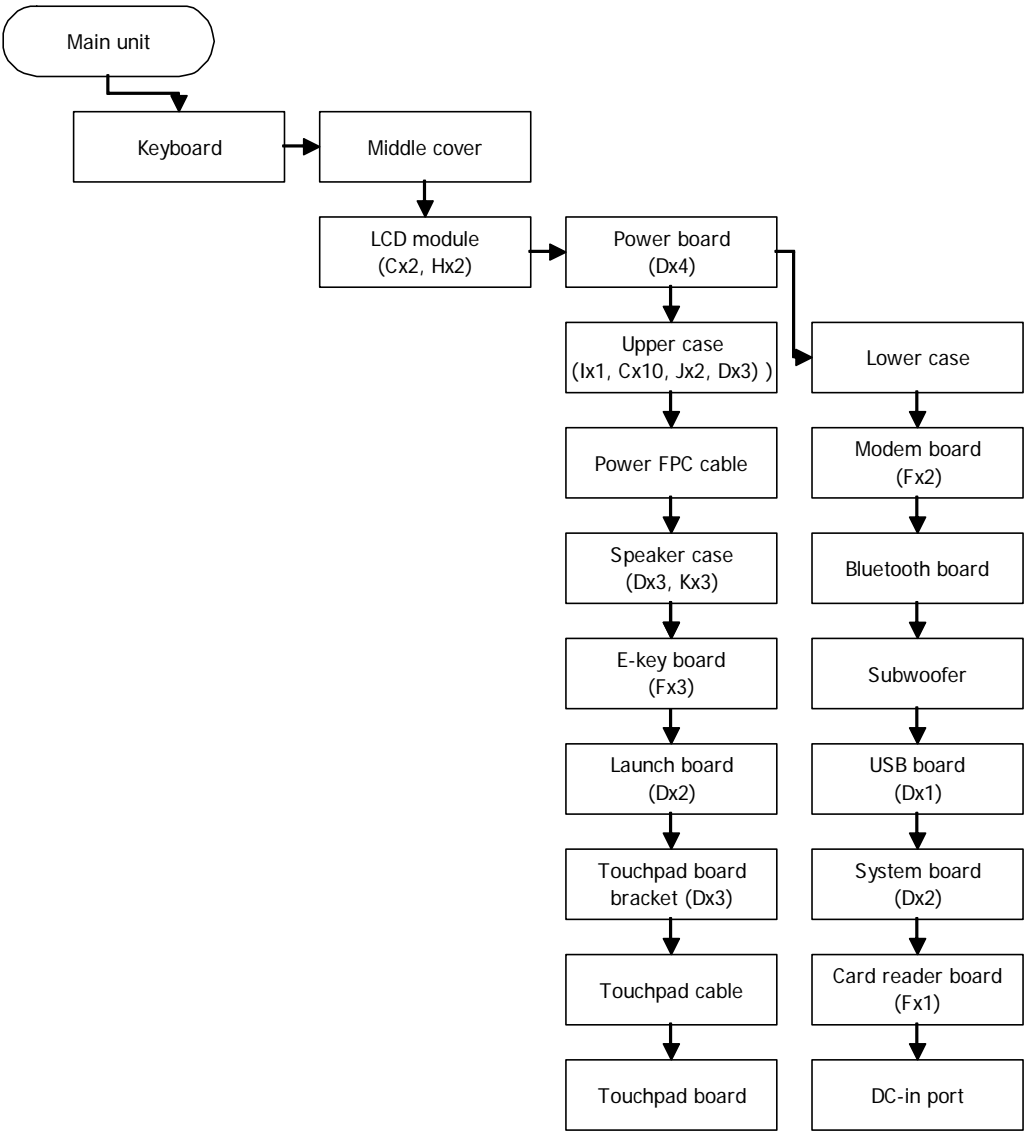 Main unit
Keyboard
Middle cover
LCD module
(Cx2, Hx2)
Power board
(Dx4)
Upper case
(Ix1, Cx10, Jx2, Dx3) )
Lower case
Power FPC cable
Modem board
(Fx2)
Speaker case
(Dx3, Kx3)
Bluetooth board
E-key board
(Fx3)
Subwoofer
Launch board
(Dx2)
USB board
(Dx1)
Touchpad board
bracket (Dx3)
System board
(Dx2)
Touchpad cable
Card reader board
(Fx1)
Touchpad board
DC-in port